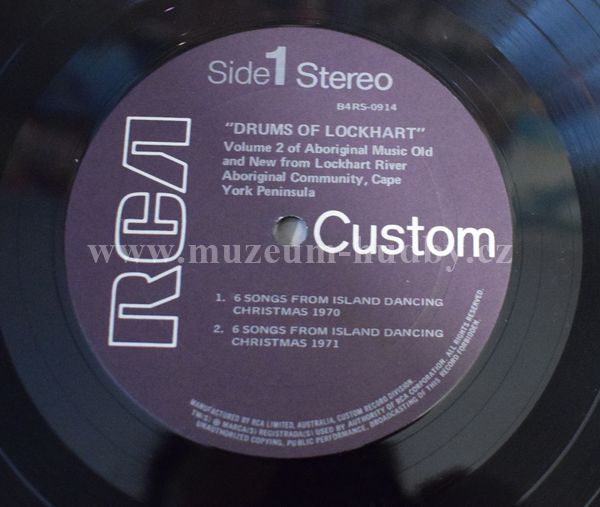 Side 1 Stereo
B4RS-0914
"DRUMS OF LOCKHART"
Volume 2 of Aboriginal Music Old
and New from Lockhart River
Aboriginal Community, Cape
York Peninsula
RCA
Custom
www.muzeum-hudby.cz
1. 6 SONGS FROM ISLAND DANCING
CHRISTMAS 1970
2. 6 SONGS FROM ISLAND DANCING
CHRISTMAS 1971
MANUFACTURED BY RCA LIMITED, AUSTRALIA, CUSTOM RECORD DIVISION.
TM(S) ® MARCA(S) REGISTRADA(S) USED BY AUTHORITY OF RCA CORPORATION. ALL RIGHTS RESERVED.
UNAUTHORIZED COPYING, PUBLIC PERFORMANCE, BROADCASTING OF THIS RECORD FORBIDDEN.